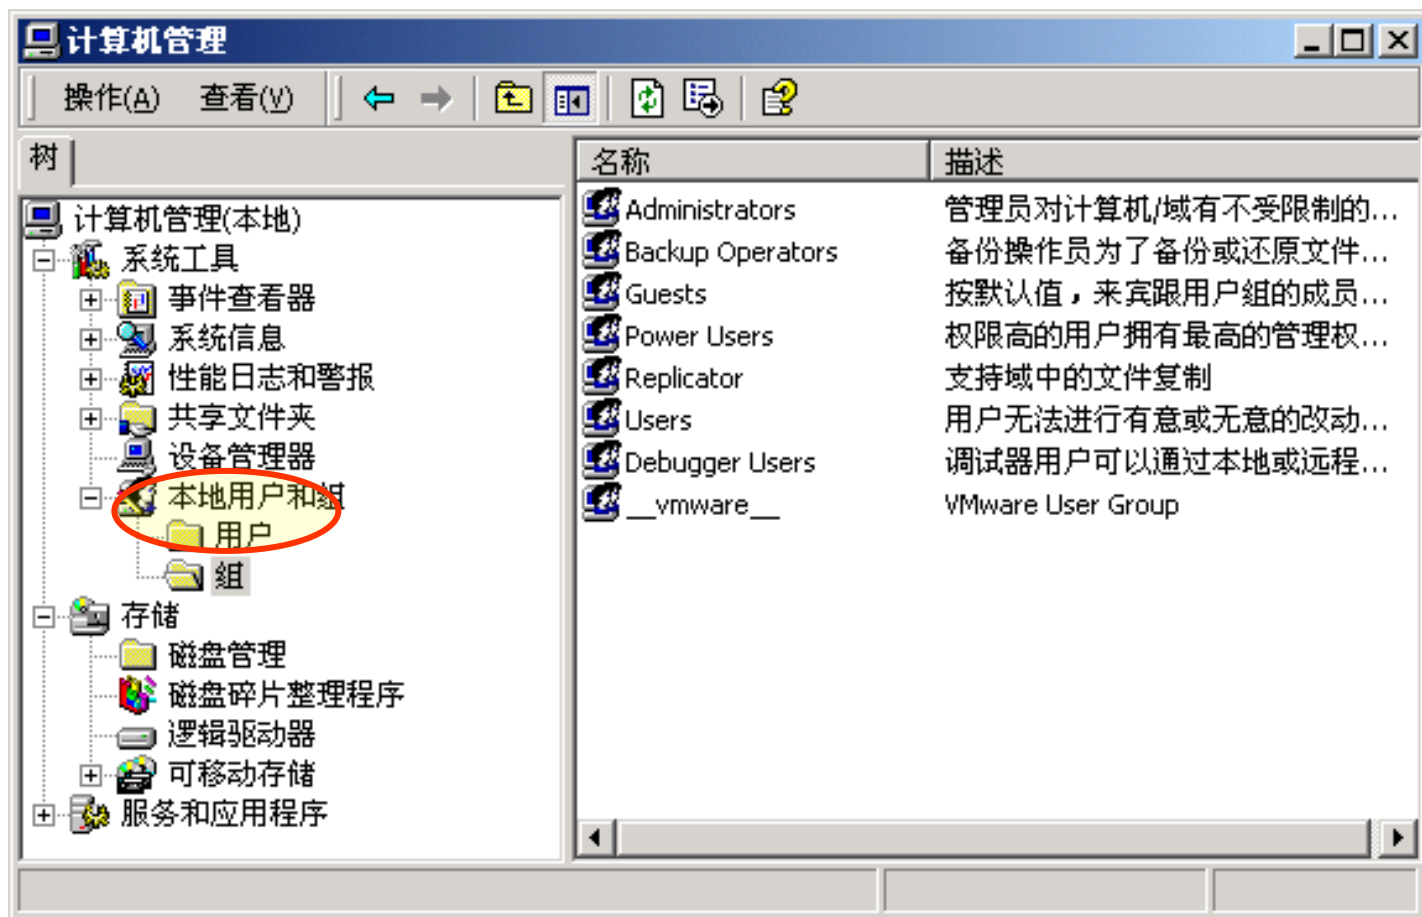 计算机管理
操作(A) 查看(V)
树
名称 描述
计算机管理(本地)
系统工具
事件查看器
系统信息
性能日志和警报
共享文件夹
设备管理器
本地用户和组
用户
组
存储
磁盘管理
磁盘碎片整理程序
逻辑驱动器
可移动存储
服务和应用程序
Administrators 管理员对计算机/域有不受限制的...
Backup Operators 备份操作员为了备份或还原文件...
Guests 按默认值，来宾跟用户组的成员...
Power Users 权限高的用户拥有最高的管理权...
Replicator 支持域中的文件复制
Users 用户无法进行有意或无意的改动...
Debugger Users 调试器用户可以通过本地或远程...
__vmware__ VMware User Group